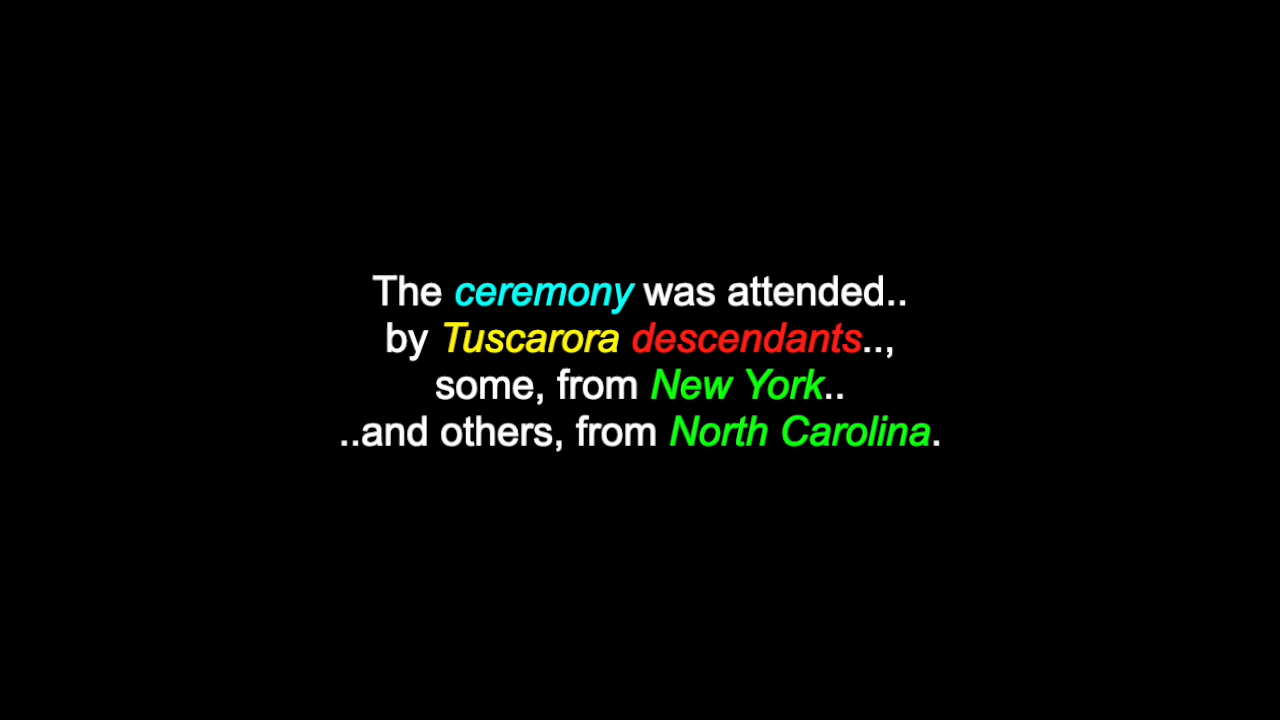 The ceremony was attended..
by Tuscarora descendants..,
some, from New York..
..and others, from North Carolina.